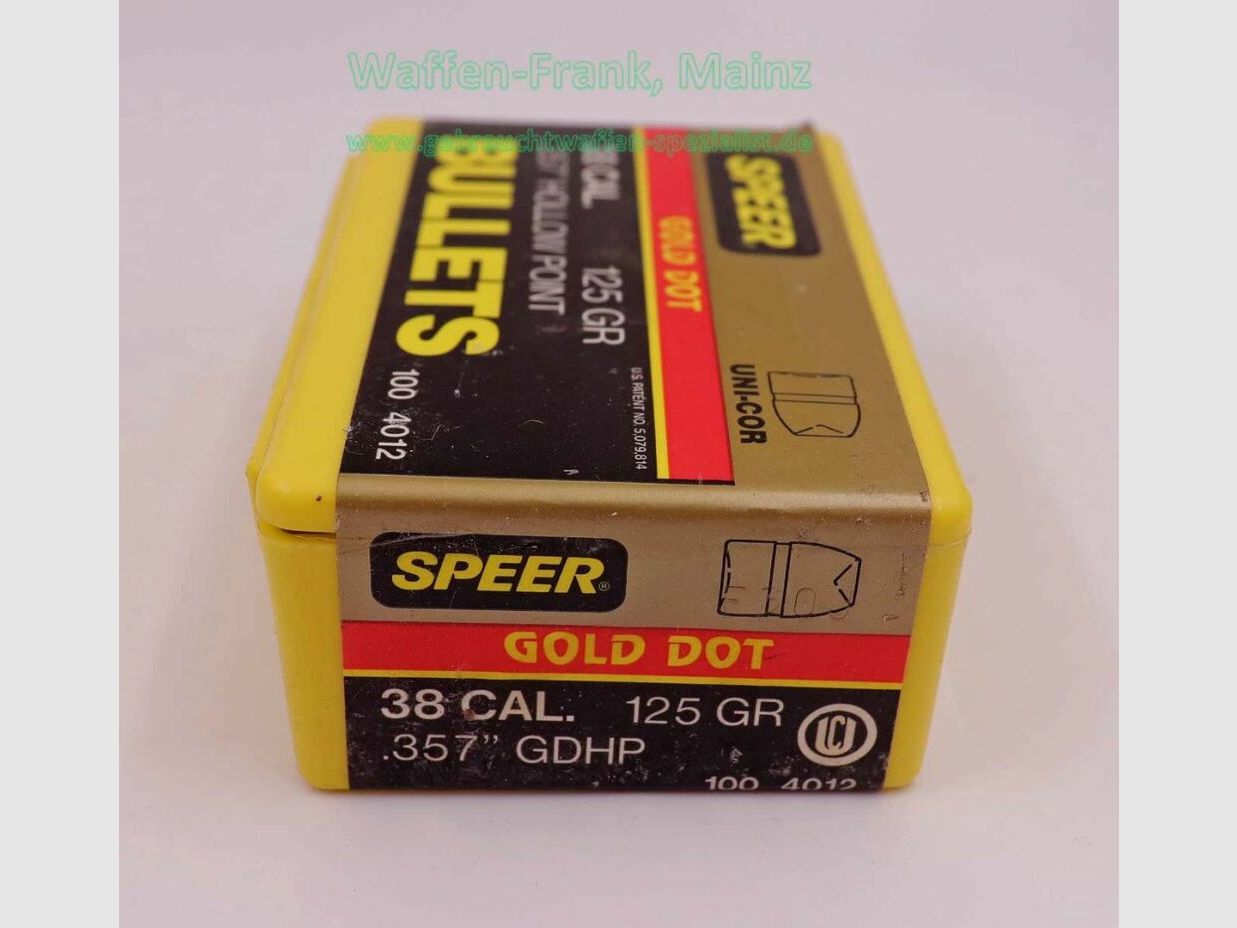 Waffen-Frank, Mainz
www.gebrauchtwaffen-spezialist.de
SPEER
GOLD DOT
UNI-COR
38 CAL. 125 GR
HOLLOW POINT
BULLETS
100 4012
U.S. PATENT NO. 5,079,814
SPEER®
GOLD DOT
38 CAL. 125 GR
.357” GDHP
100 4012